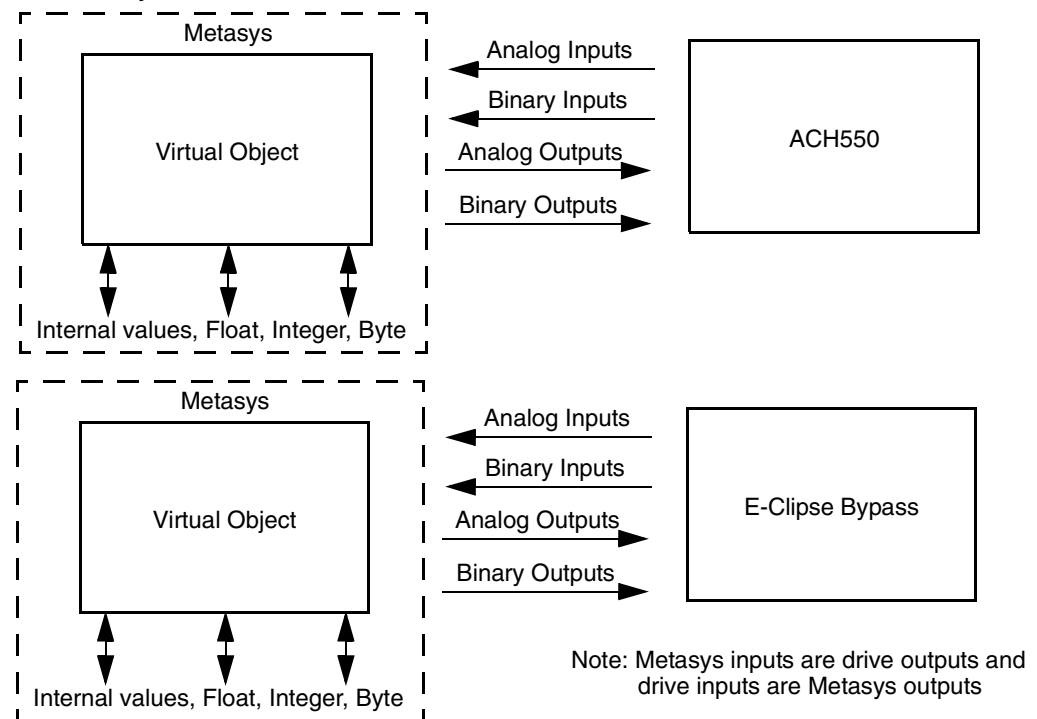 Metasys
Analog Inputs
Binary Inputs
Virtual Object
Analog Outputs
ACH550
Binary Outputs
Internal values, Float, Integer, Byte
Metasys
Analog Inputs
Binary Inputs
Virtual Object
Analog Outputs
E-Clipse Bypass
Binary Outputs
Note: Metasys inputs are drive outputs and
drive inputs are Metasys outputs
Internal values, Float, Integer, Byte